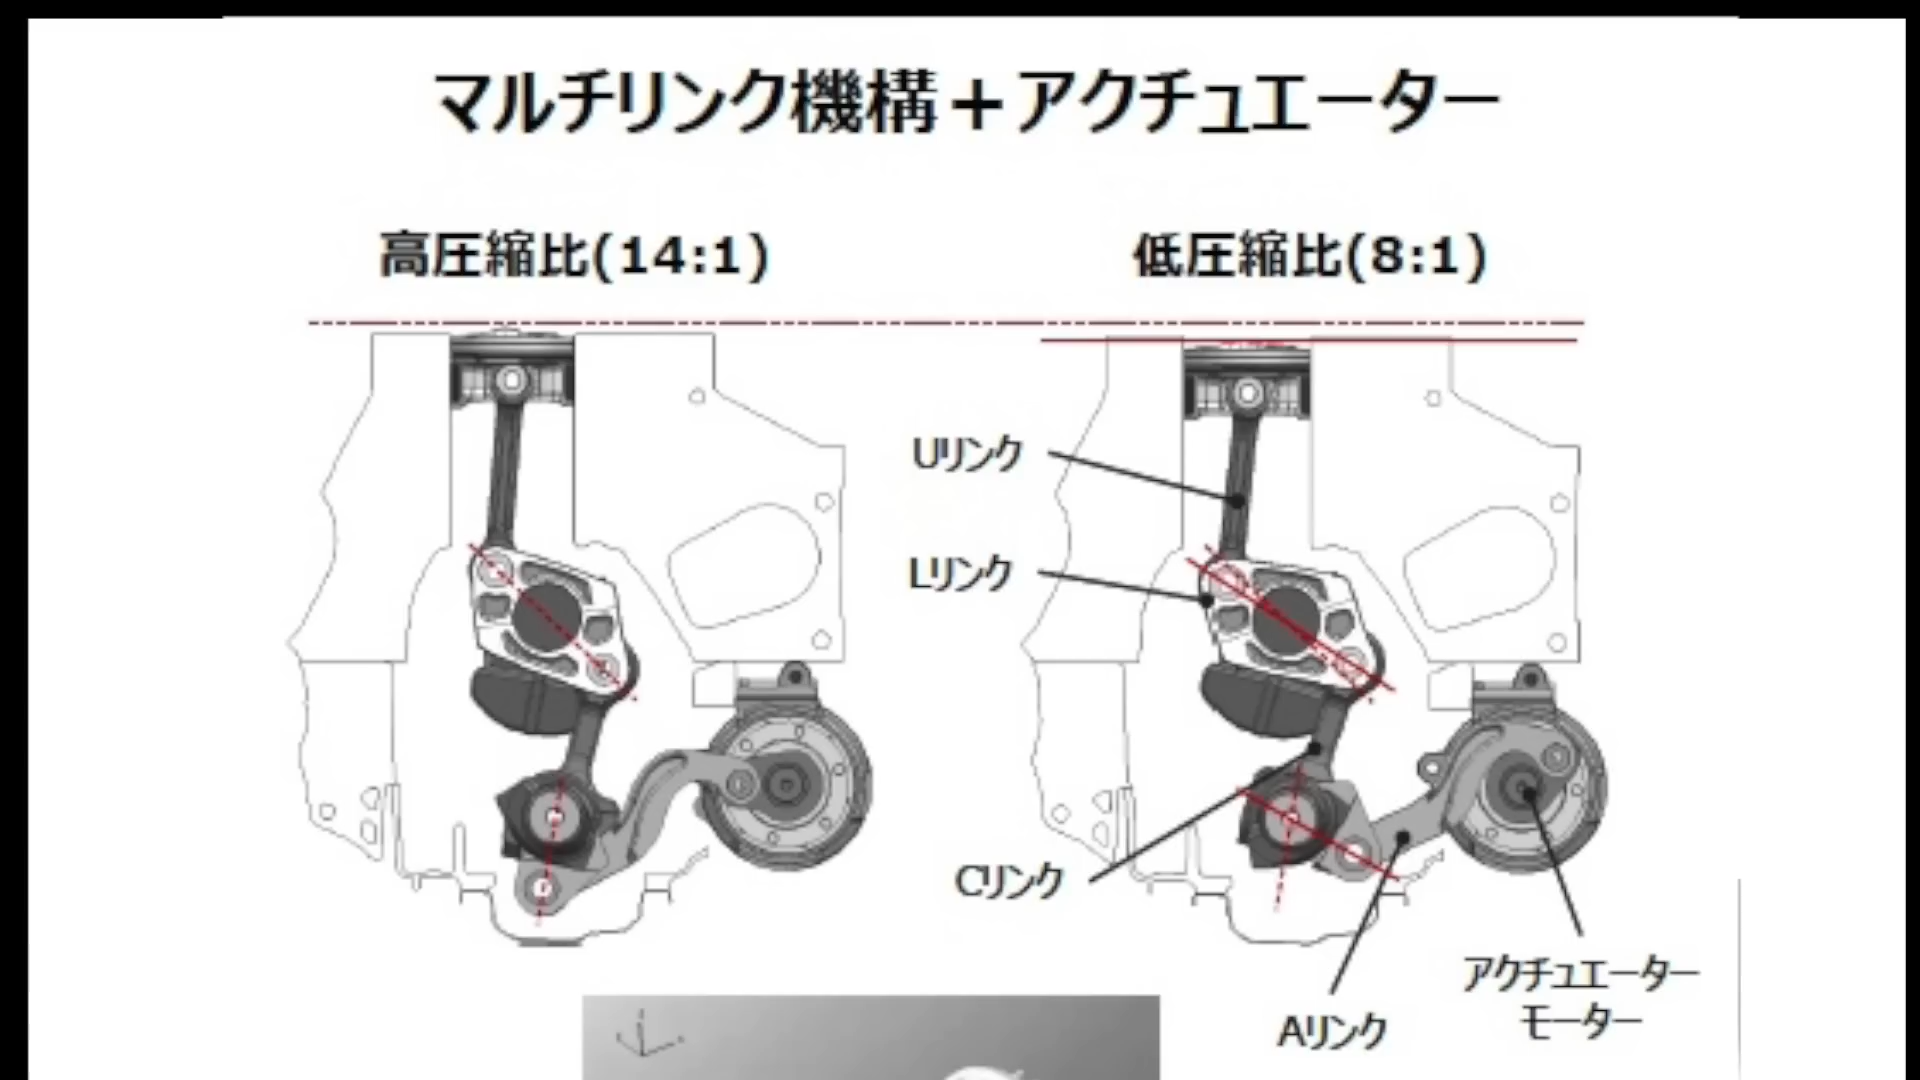 マルチリンク機構＋アクチュエーター
高圧縮比(14:1)
低圧縮比(8:1)
Uリンク
Lリンク
Cリンク
Aリンク
アクチュエーター
モーター